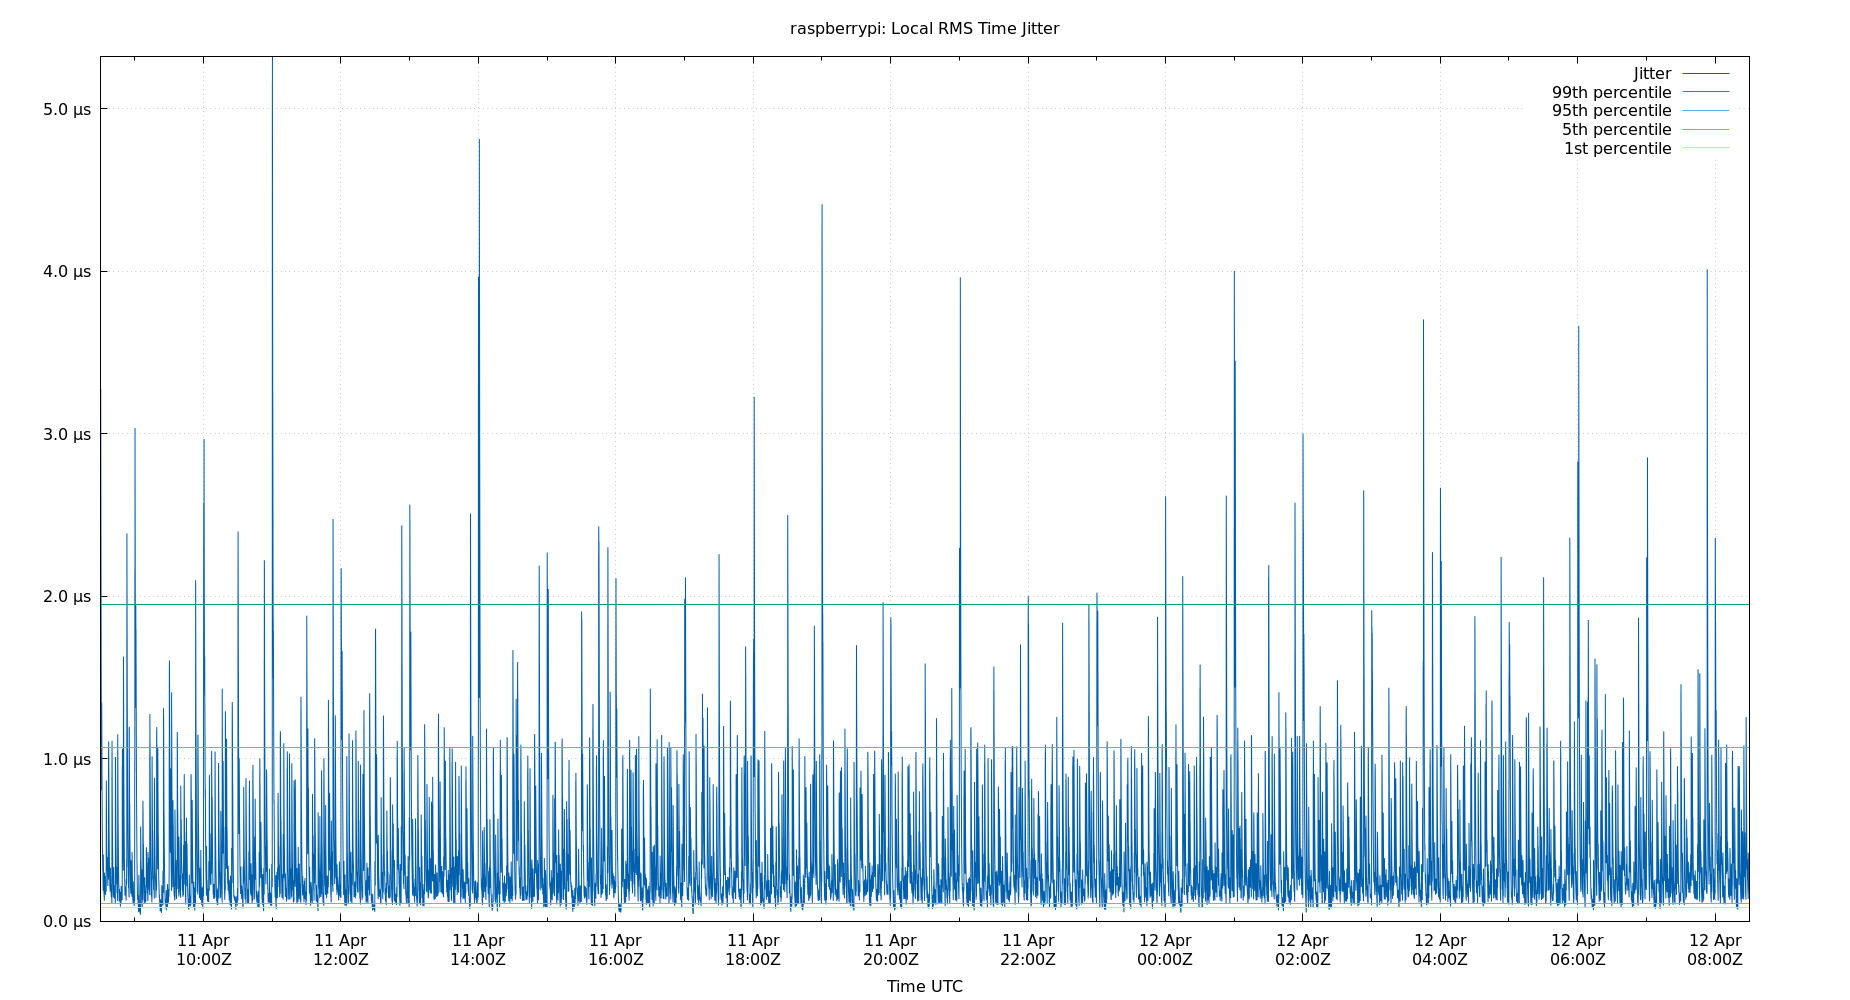 raspberrypi: Local RMS Time Jitter
Jitter
99th percentile
95th percentile
5th percentile
1st percentile
5.0 µs
4.0 µs
3.0 µs
2.0 µs
1.0 µs
0.0 µs
11 Apr 11 Apr 11 Apr 11 Apr 11 Apr 11 Apr 11 Apr 12 Apr 12 Apr 12 Apr 12 Apr 12 Apr
10:00Z 12:00Z 14:00Z 16:00Z 18:00Z 20:00Z 22:00Z 00:00Z 02:00Z 04:00Z 06:00Z 08:00Z
Time UTC